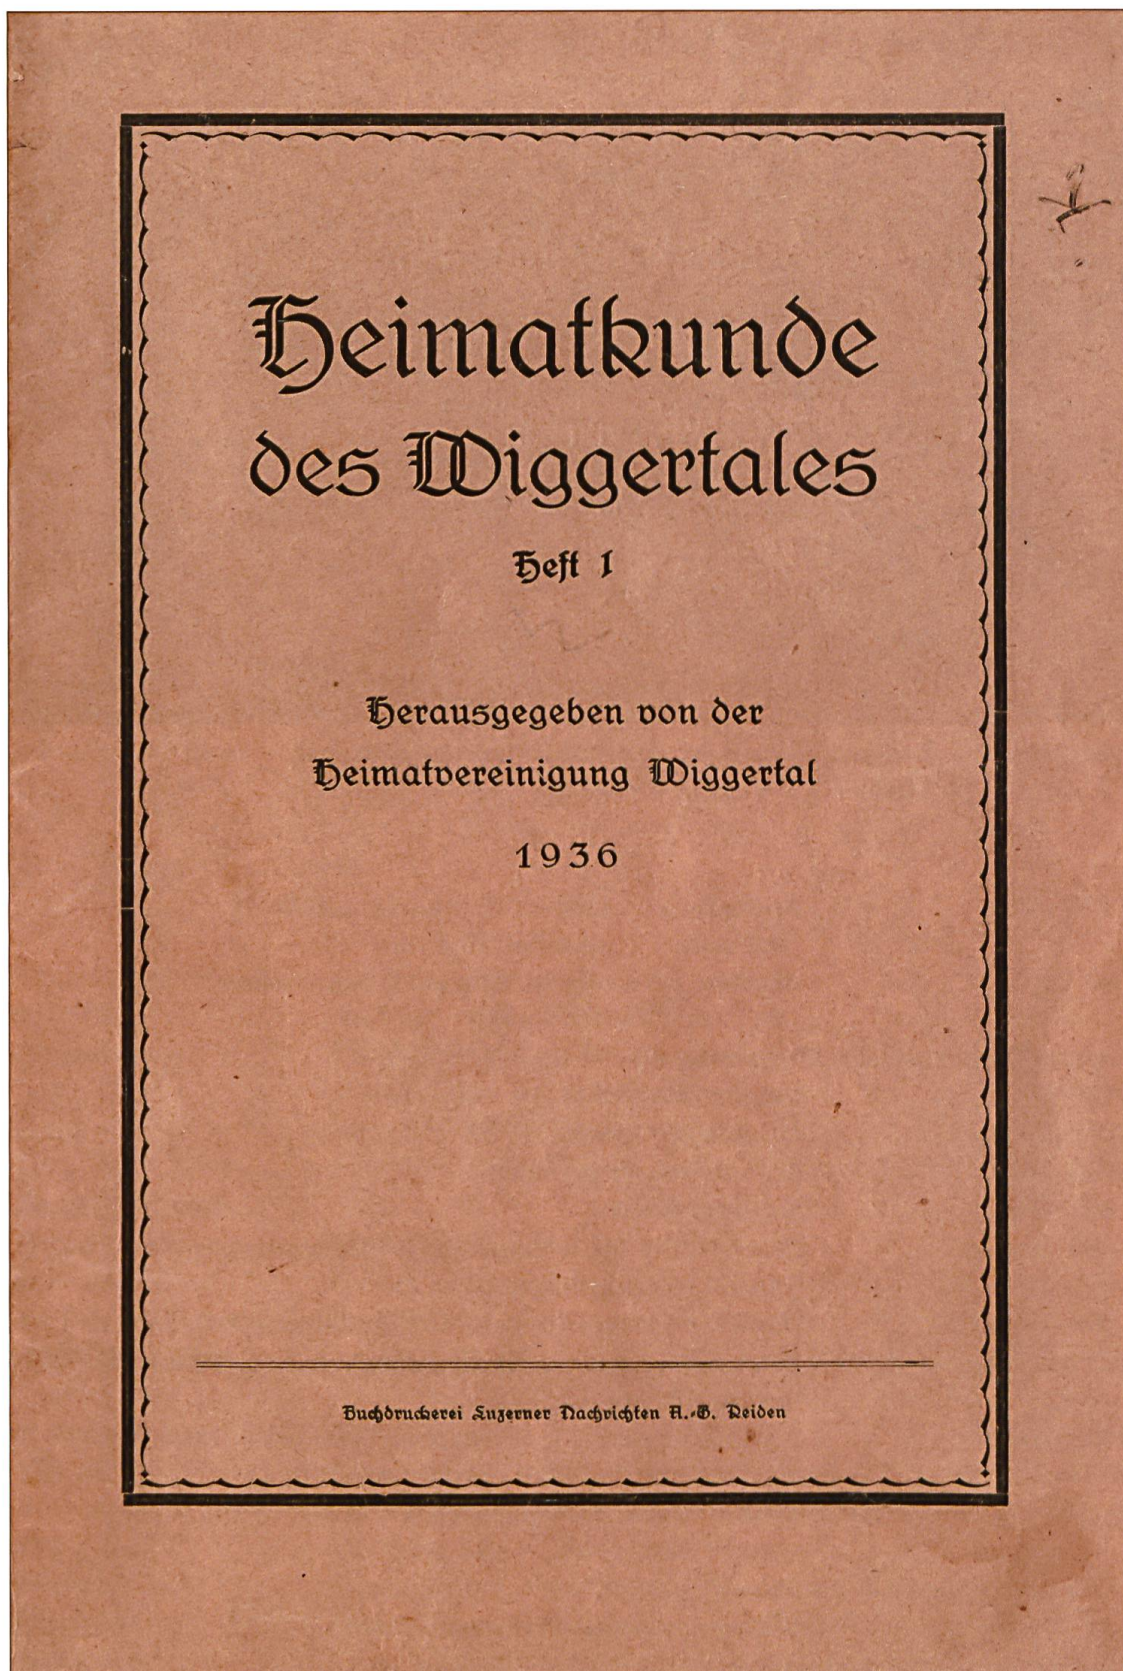 Heimatkunde
des Wiggertales
Heft 1
Herausgegeben von der
Heimatvereinigung Wiggertal
1936
Buchdruckerei Luzerner Nachrichten A.-G. Reiden